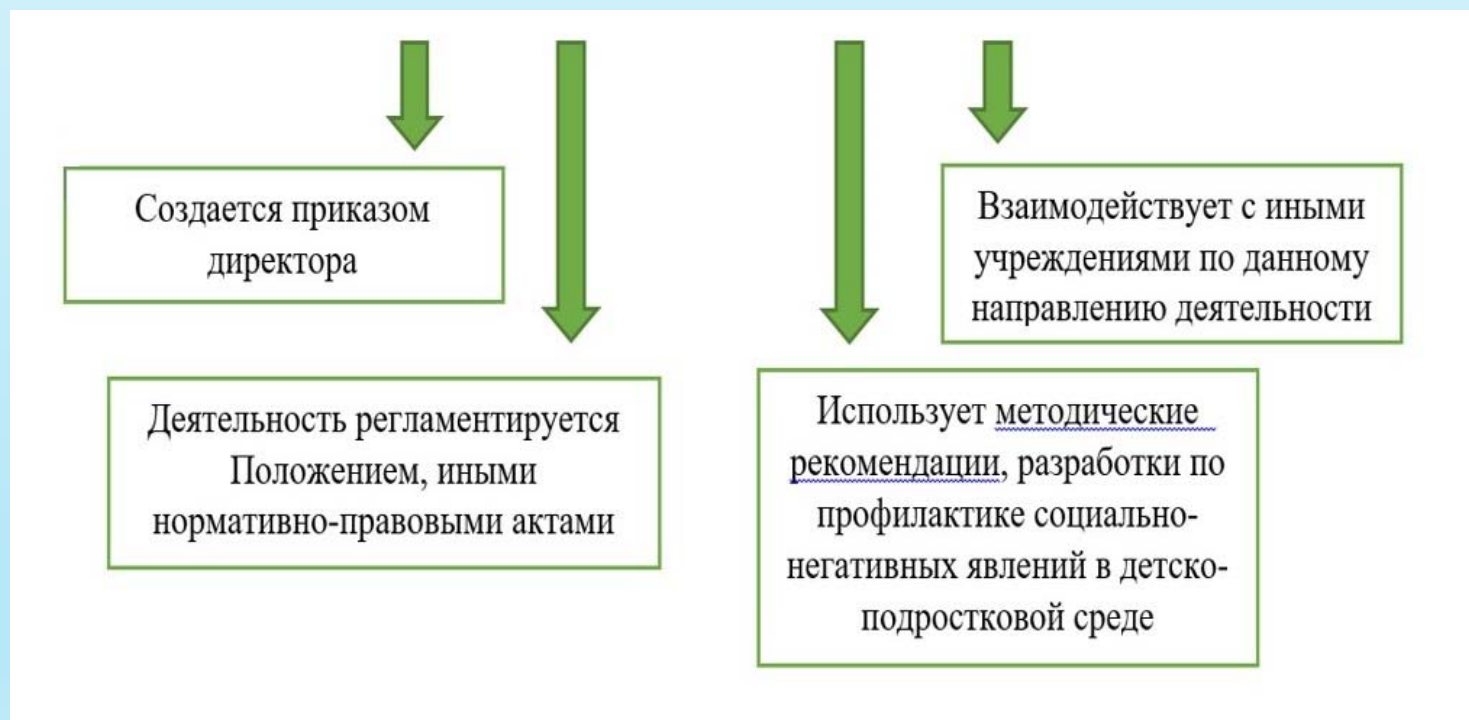 Создается приказом
директора
Взаимодействует с иными
учреждениями по данному
направлению деятельности
Деятельность регламентируется
Положением, иными
нормативно-правовыми актами
Использует методические
рекомендации, разработки по
профилактике социально-
негативных явлений в детско-
подростковой среде